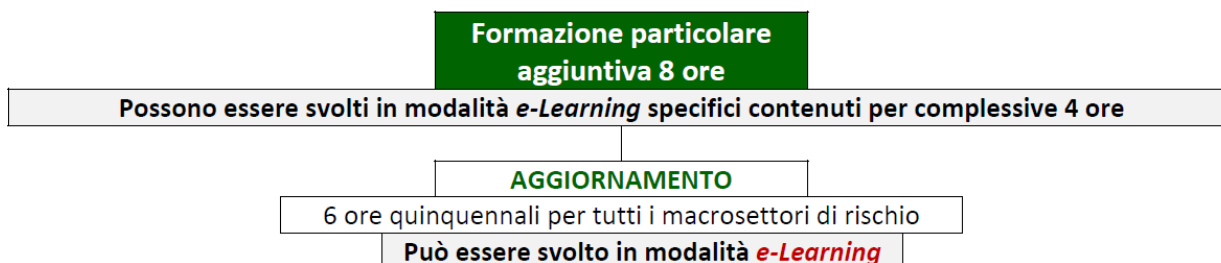 Formazione particolare
aggiuntiva 8 ore
Possono essere svolti in modalità e-Learning specifici contenuti per complessive 4 ore
AGGIORNAMENTO
6 ore quinquennali per tutti i macrosettori di rischio
Può essere svolto in modalità e-Learning